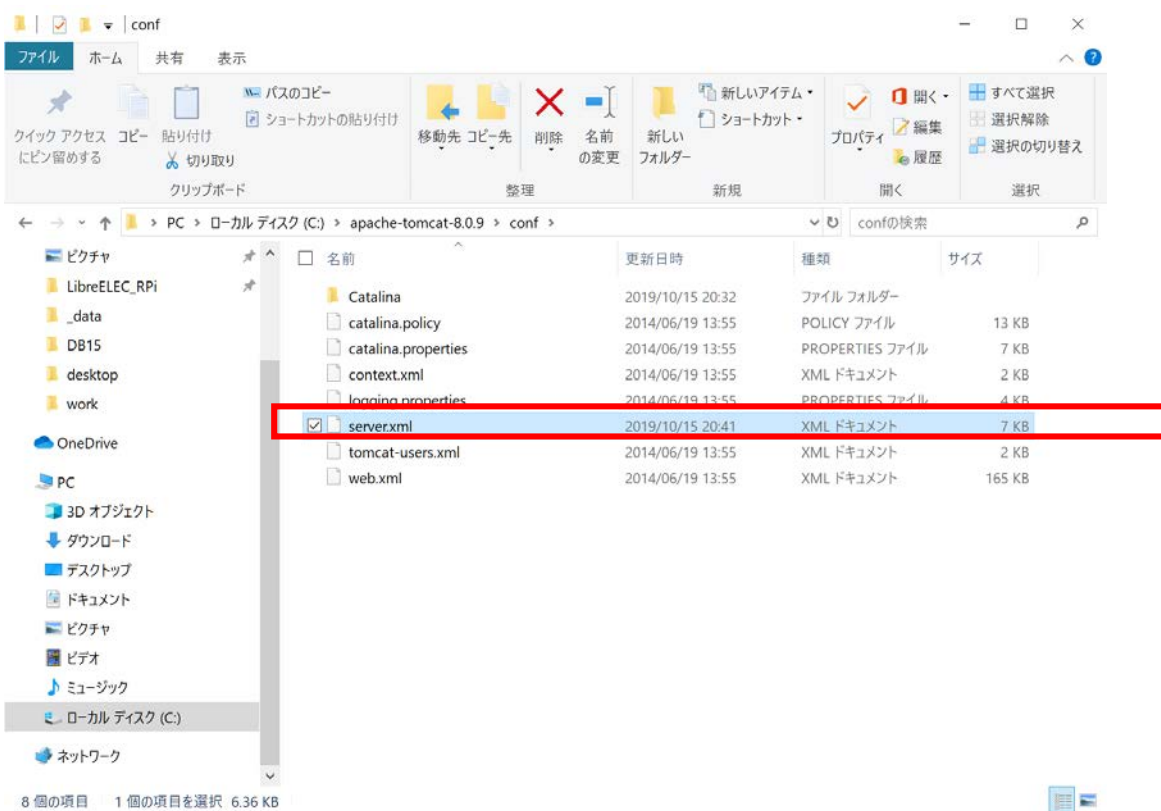 conf
ファイル ホーム 共有 表示
クイック アクセス
にピン留めする
コピー
貼り付け
パスのコピー
ショートカットの貼り付け
切り取り
クリップボード
移動先
コピー先
削除
名前
の変更
整理
新しい
フォルダー
新しいアイテム
ショートカット
新規
プロパティ
開く
編集
履歴
開く
すべて選択
選択解除
選択の切り替え
選択
PC > ローカル ディスク (C:) > apache-tomcat-8.0.9 > conf >
confの検索
ピクチャ
LibreELEC_RPi
_data
DB15
desktop
work
OneDrive
PC
3D オブジェクト
ダウンロード
デスクトップ
ドキュメント
ピクチャ
ビデオ
ミュージック
ローカル ディスク (C:)
ネットワーク
名前 更新日時 種類 サイズ
Catalina 2019/10/15 20:32 ファイル フォルダー
catalina.policy 2014/06/19 13:55 POLICY ファイル 13 KB
catalina.properties 2014/06/19 13:55 PROPERTIES ファイル 7 KB
context.xml 2014/06/19 13:55 XML ドキュメント 2 KB
logging.properties 2014/06/19 13:55 PROPERTIES ファイル 4 KB
server.xml 2019/10/15 20:41 XML ドキュメント 7 KB
tomcat-users.xml 2014/06/19 13:55 XML ドキュメント 2 KB
web.xml 2014/06/19 13:55 XML ドキュメント 165 KB
8 個の項目 1 個の項目を選択 6.36 KB